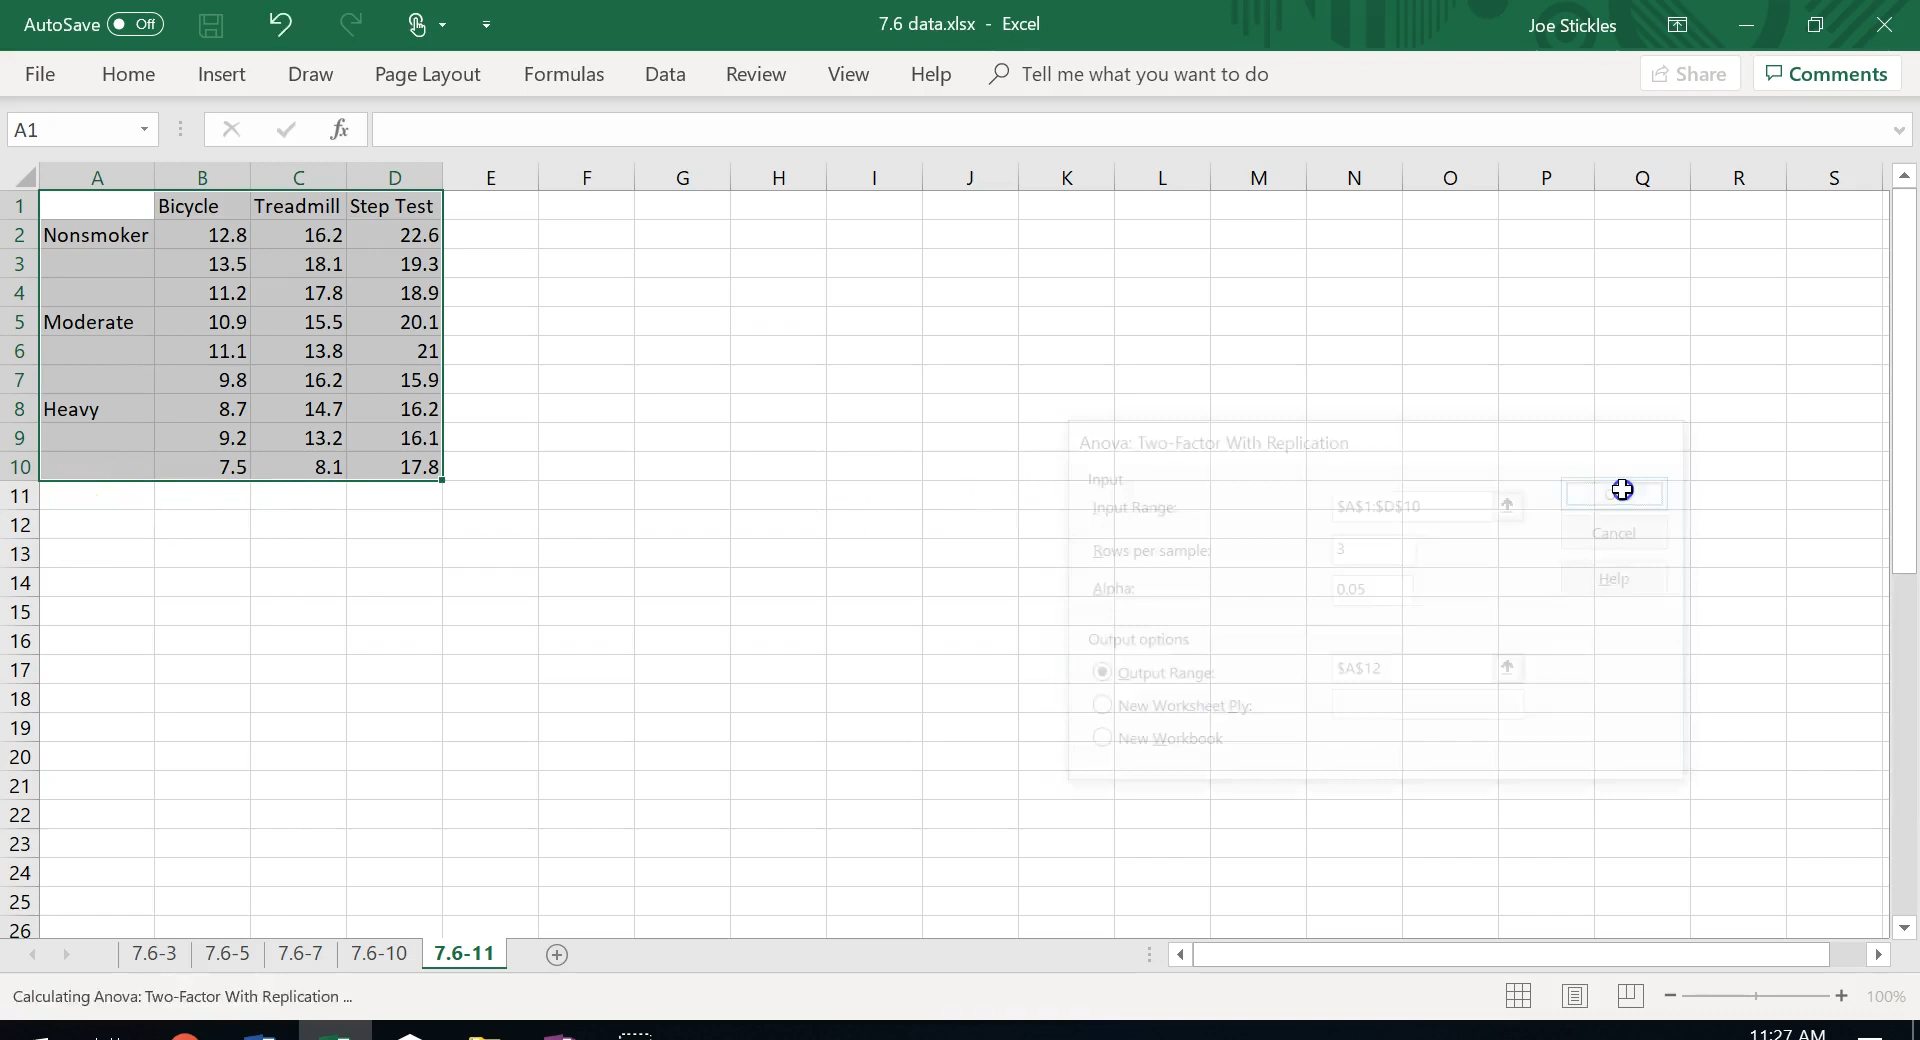 AutoSave Off 7.6 data.xlsx - Excel Joe Stickles
File Home Insert Draw Page Layout Formulas Data Review View Help Tell me what you want to do Share Comments
A1 fx
A B C D E F G H I J K L M N O P Q R S
1 Bicycle Treadmill Step Test
2 Nonsmoker 12.8 16.2 22.6
3 13.5 18.1 19.3
4 11.2 17.8 18.9
5 Moderate 10.9 15.5 20.1
6 11.1 13.8 21
7 9.8 16.2 15.9
8 Heavy 8.7 14.7 16.2
9 9.2 13.2 16.1
10 7.5 8.1 17.8
11
12
13
14
15
16
17
18
19
20
21
22
23
24
25
26
Anova: Two-Factor With Replication
Input
Input Range: $A$1:$D$10
Rows per sample: 3
Alpha: 0.05
Cancel
Help
Output options
Output Range: $A$12
New Worksheet Ply:
New Workbook
7.6-3 7.6-5 7.6-7 7.6-10 7.6-11
Calculating Anova: Two-Factor With Replication ... 100%
11:27 AM